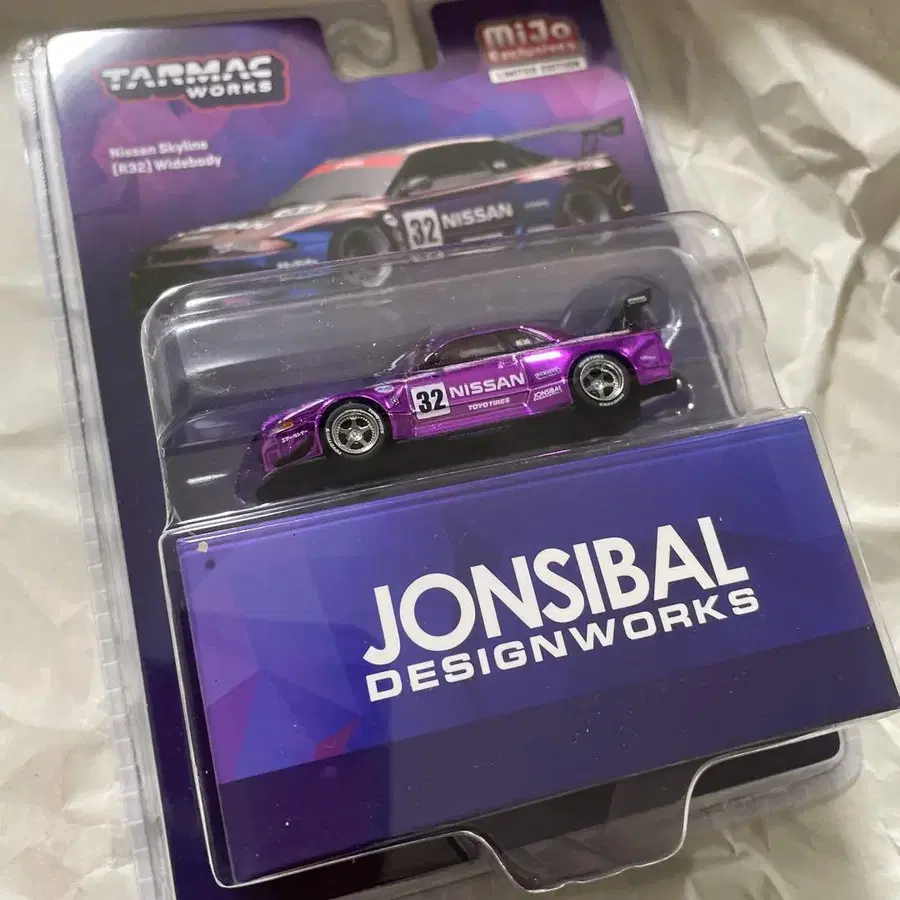 TARMAC
WORKS
MiJo
Exclusives
LIMITED EDITION
Nissan Skyline
(R32) Widebody
32
NISSAN
32
NISSAN
TOYO TIRES
JONSIBAL
JONSIBAL
DESIGNWORKS